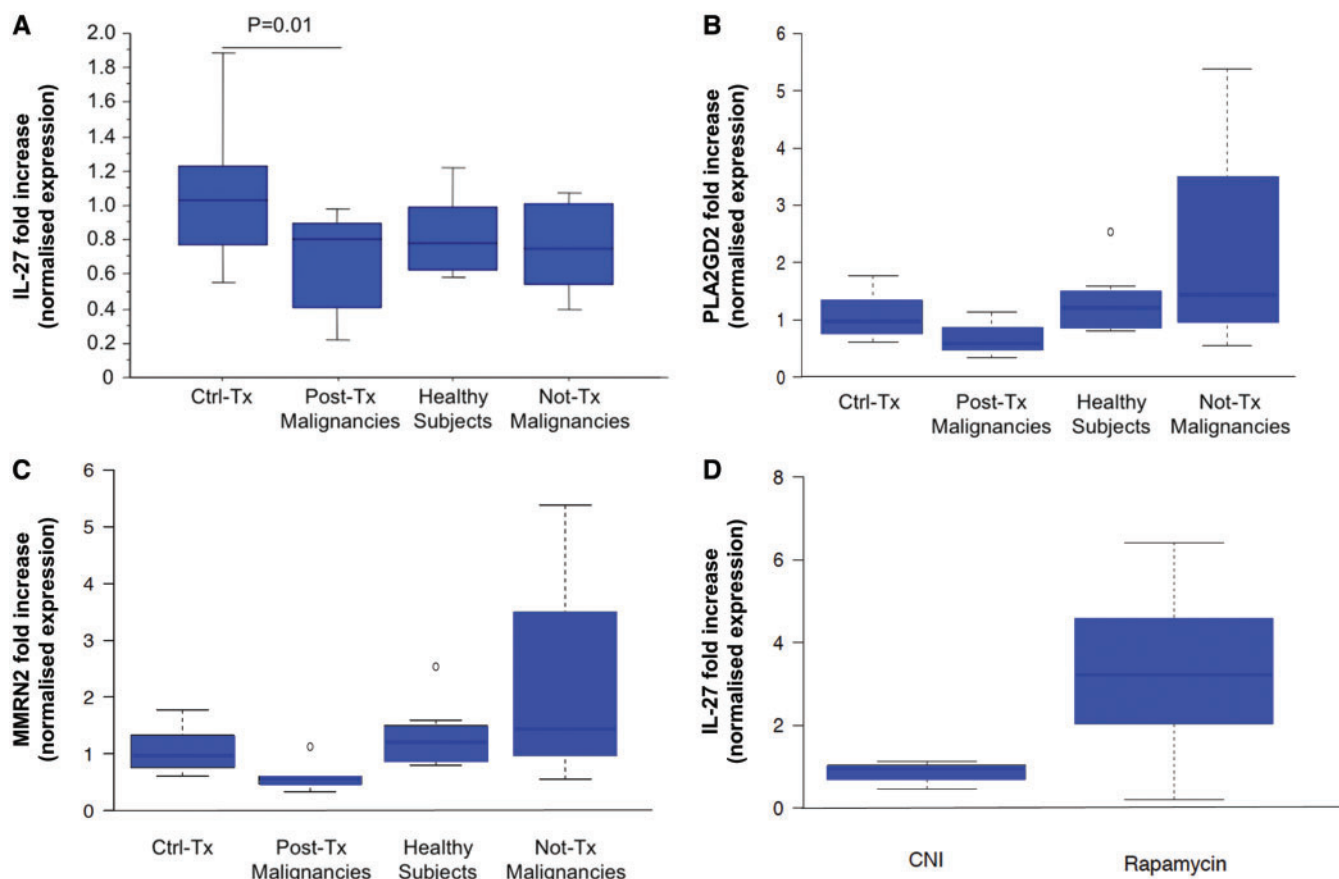 A
P=0.01
IL-27 fold increase
(normalised expression)
2.0
1.8
1.6
1.4
1.2
1.0
0.8
0.6
0.4
0.2
0
Ctrl-Tx
Post-Tx
Malignancies
Healthy
Subjects
Not-Tx
Malignancies
B
PLA2GD2 fold increase
(normalised expression)
6
5
4
3
2
1
0
Ctrl-Tx
Post-Tx
Malignancies
Healthy
Subjects
Not-Tx
Malignancies
C
MMRN2 fold increase
(normalised expression)
6
5
4
3
2
1
0
Ctrl-Tx
Post-Tx
Malignancies
Healthy
Subjects
Not-Tx
Malignancies
D
IL-27 fold increase
(normalised expression)
8
6
4
2
0
CNI
Rapamycin